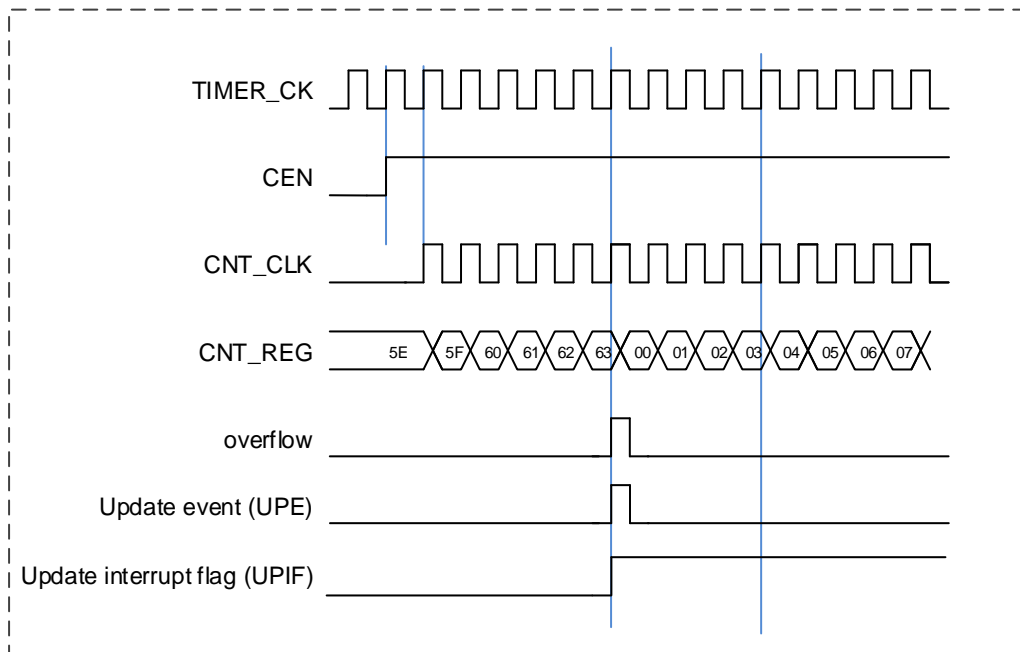 TIMER_CK
CEN
CNT_CLK
CNT_REG 5E 5F 60 61 62 63 00 01 02 03 04 05 06 07
overflow
Update event (UPE)
Update interrupt flag (UPIF)